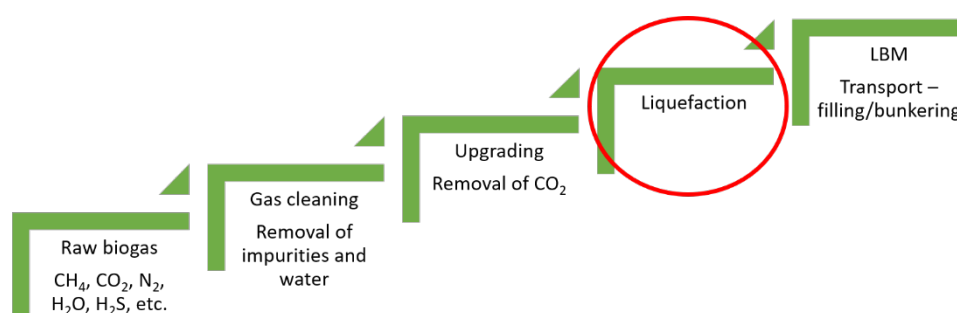 Raw biogas
CH₄, CO₂, N₂,
H₂O, H₂S, etc.
Gas cleaning
Removal of
impurities and
water
Upgrading
Removal of CO₂
Liquefaction
LBM
Transport –
filling/bunkering